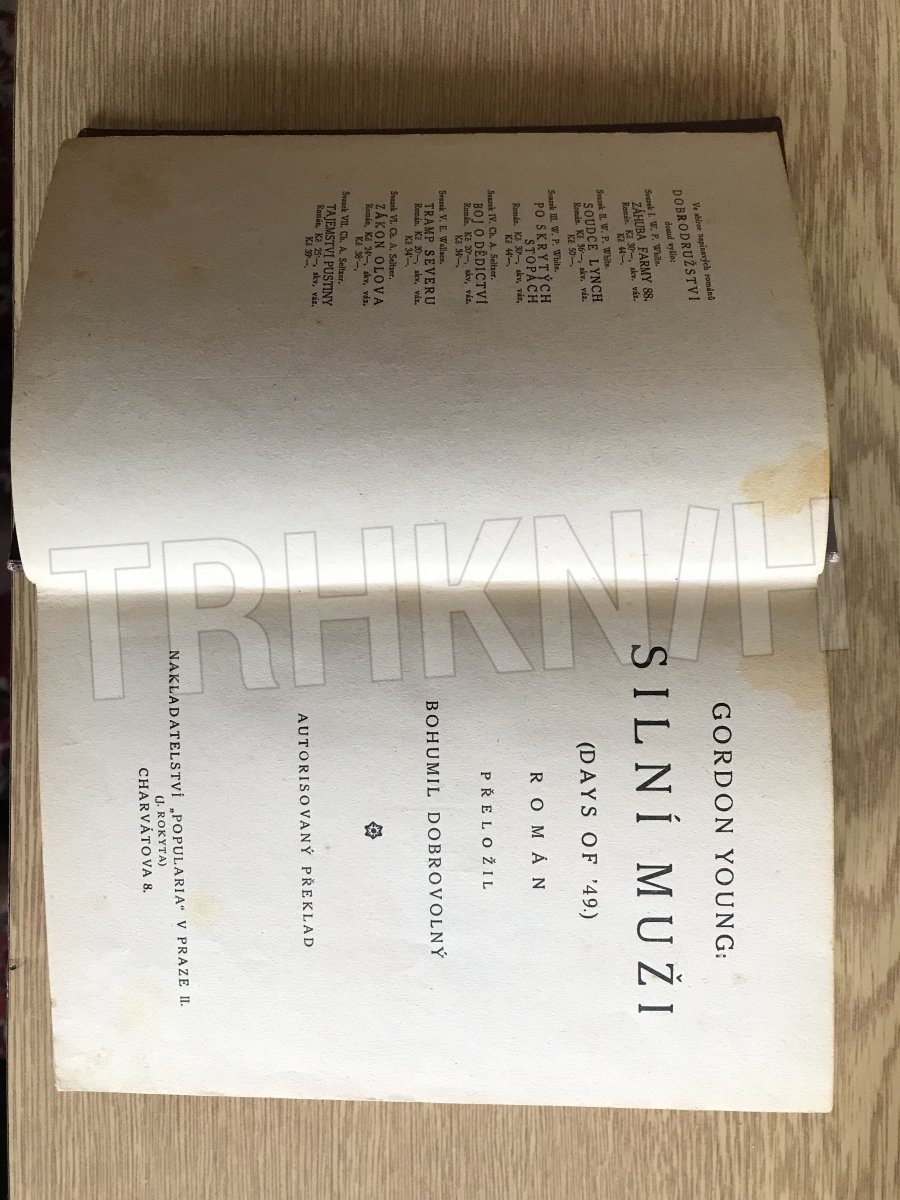 Ve sbírce napínavých románů
DOBRODRUŽSTVÍ
dosud vyšlo:
Svazek I. W. P. White.
ZÁHUBA FARMY 88.
Román. Kč 30—, skv. váz.
Kč 44—.
Svazek II. W. P. White.
SOUDCE LYNCH
Román. Kč 36—, skv. váz.
Kč 50—.
Svazek III. W. P. White.
PO SKRYTÝCH
STOPÁCH
Román. Kč 30—, skv. váz.
Kč 44—.
Svazek IV. Ch. A. Seltzer.
BOJ O DĚDICTVÍ
Román. Kč 20—, skv. váz.
Kč 34—.
Svazek V. E. Wallace.
TRAMP SEVERU
Román. Kč 20—, skv. váz.
Kč 34—.
Svazek VI. Ch. A. Seltzer.
ZÁKON OLOVA
Román. Kč 24—, skv. váz.
Kč 38—.
Svazek VII. Ch. A. Seltzer.
TAJEMSTVÍ PUSTINY
Román. Kč 25—, skv. váz.
Kč 39—.
GORDON YOUNG:
SILNÍ MUŽI
(DAYS OF '49.)
ROMÁN
PŘELOŽIL
BOHUMIL DOBROVOLNÝ
AUTORISOVANÝ PŘEKLAD
NAKLADATELSTVÍ „POPULARIA“ V PRAZE II.
(J. ROKYTA)
CHARVÁTOVA 8.
TRHKNIH